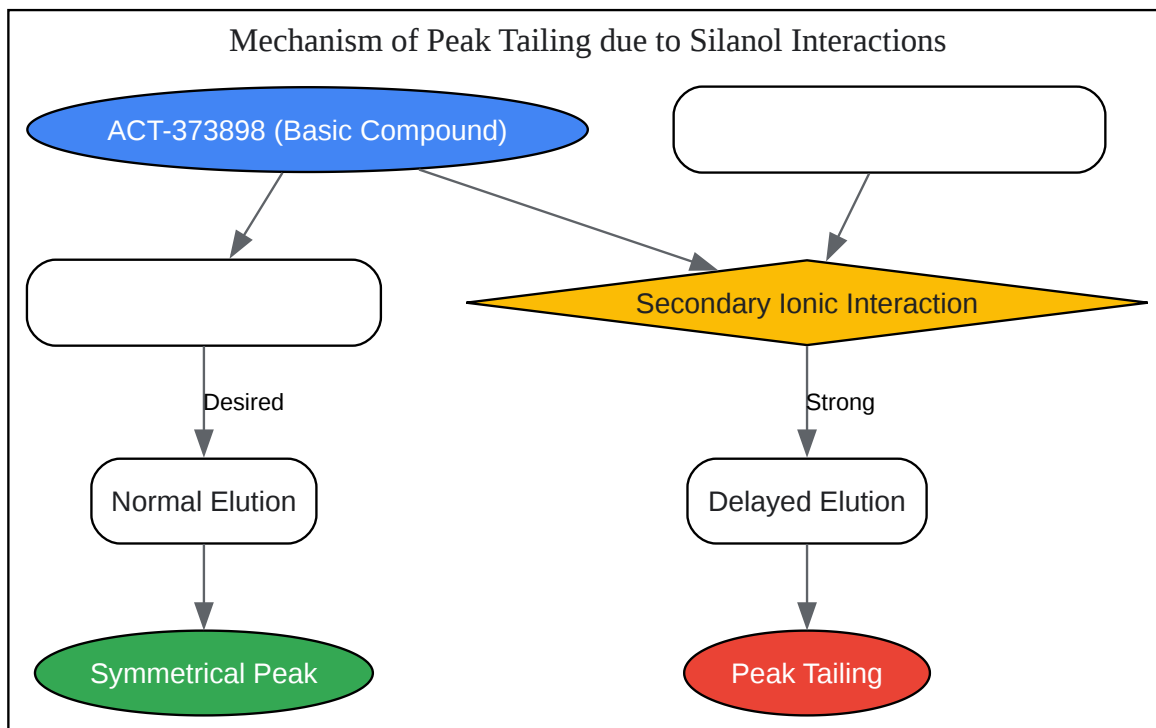 Mechanism of Peak Tailing due to Silanol Interactions
ACT-373898 (Basic Compound)
Secondary Ionic Interaction
Desired
Strong
Normal Elution
Delayed Elution
Symmetrical Peak
Peak Tailing